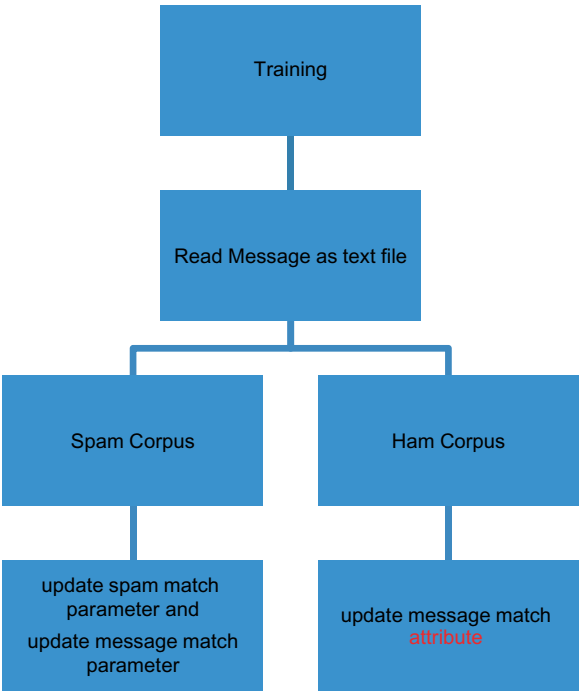 Training
Read Message as text file
Spam Corpus
Ham Corpus
update spam match
parameter and
update message match
parameter
update message match
attribute